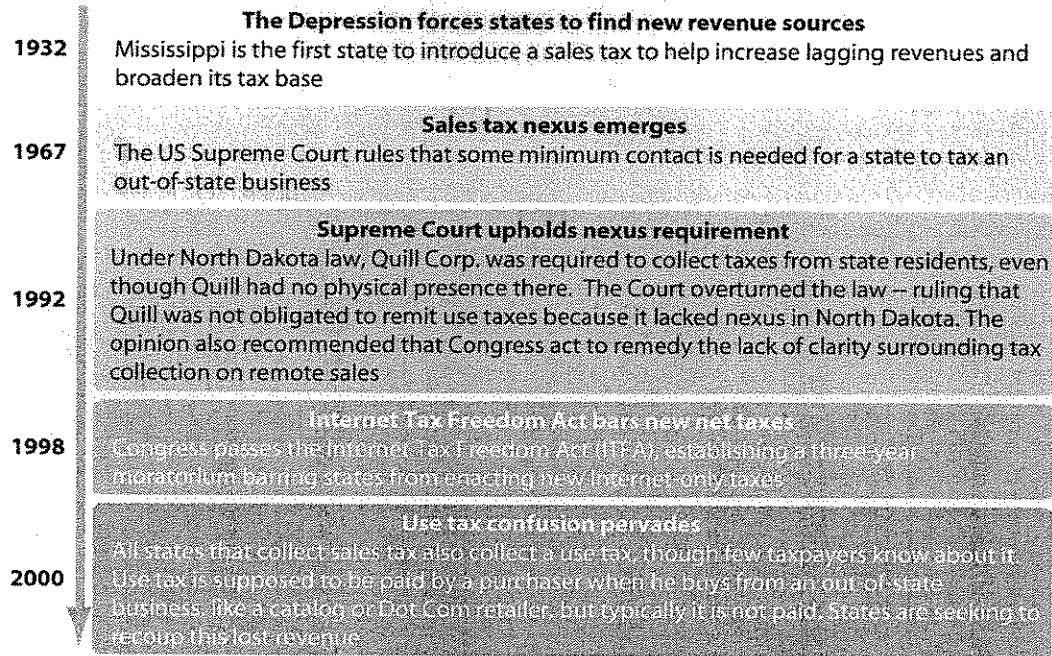 The Depression forces states to find new revenue sources
1932
Mississippi is the first state to introduce a sales tax to help increase lagging revenues and
broaden its tax base
Sales tax nexus emerges
1967
The US Supreme Court rules that some minimum contact is needed for a state to tax an
out-of-state business
Supreme Court upholds nexus requirement
Under North Dakota law, Quill Corp. was required to collect taxes from state residents, even
though Quill had no physical presence there. The Court overturned the law -- ruling that
1992
Quill was not obligated to remit use taxes because it lacked nexus in North Dakota. The
opinion also recommended that Congress act to remedy the lack of clarity surrounding tax
collection on remote sales
Internet Tax Freedom Act bars new net taxes
1998
Congress passes the Internet Tax Freedom Act (ITFA), establishing a three-year
moratorium barring states from enacting new Internet-only taxes
Use tax confusion pervades
All states that collect sales tax also collect a use tax, though few taxpayers know about it.
2000
Use tax is supposed to be paid by a purchaser when he buys from an out-of-state
business, like a catalog or Dot Com retailer, but typically it is not paid. States are seeking to
recoup this lost revenue